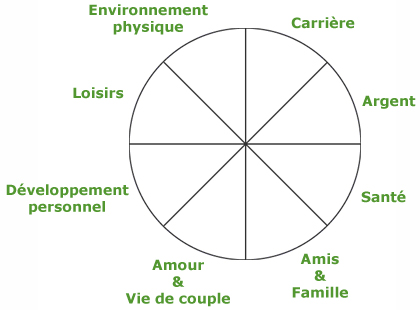 Environnement
physique
Carrière
Loisirs
Argent
Développement
personnel
Santé
Amour
&
Vie de couple
Amis
&
Famille